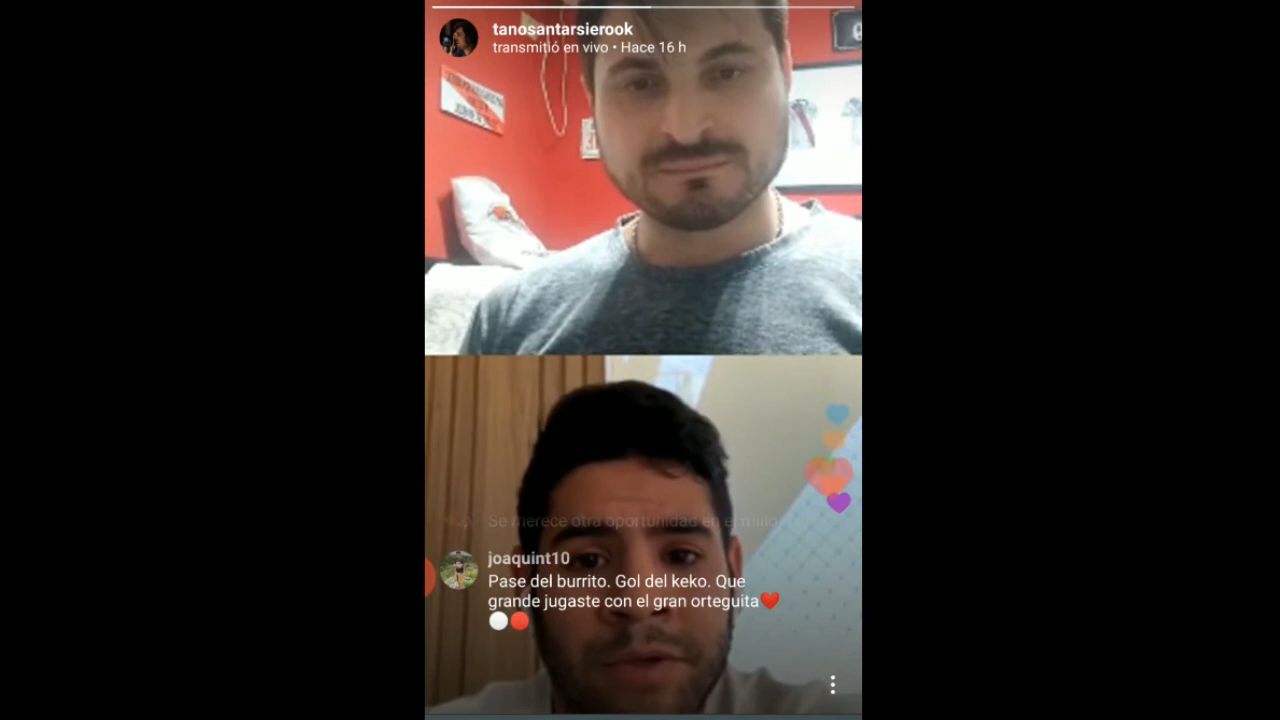 tanosantarsierook
transmitió en vivo • Hace 16 h
Se merece otra oportunidad en el millo
joaquint10
Pase del burrito. Gol del keko. Que
grande jugaste con el gran orteguita❤️
⚪🔴